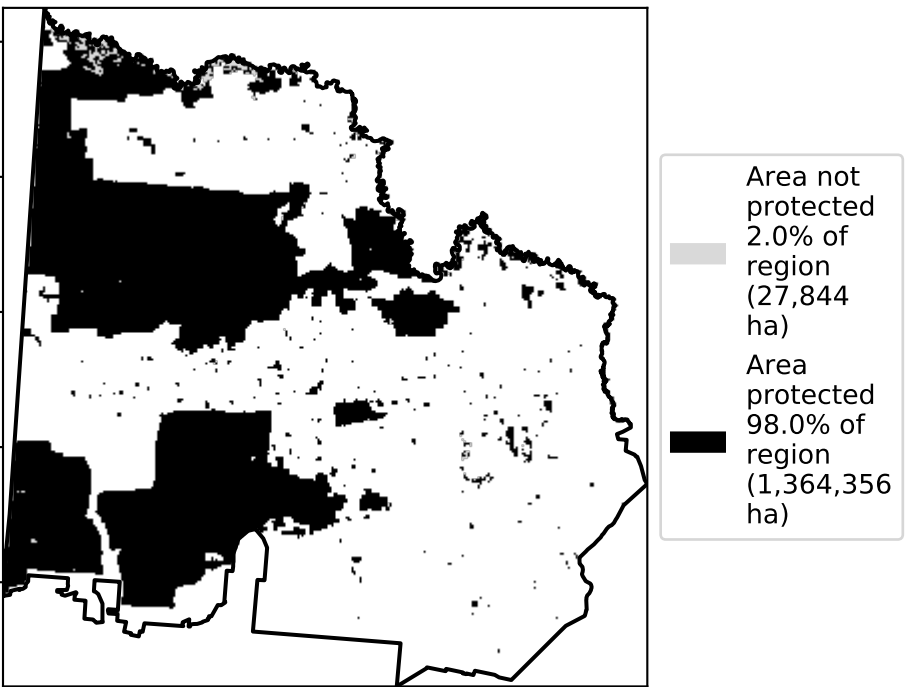 Area not
protected
2.0% of
region
(27,844
ha)
Area
protected
98.0% of
region
(1,364,356
ha)